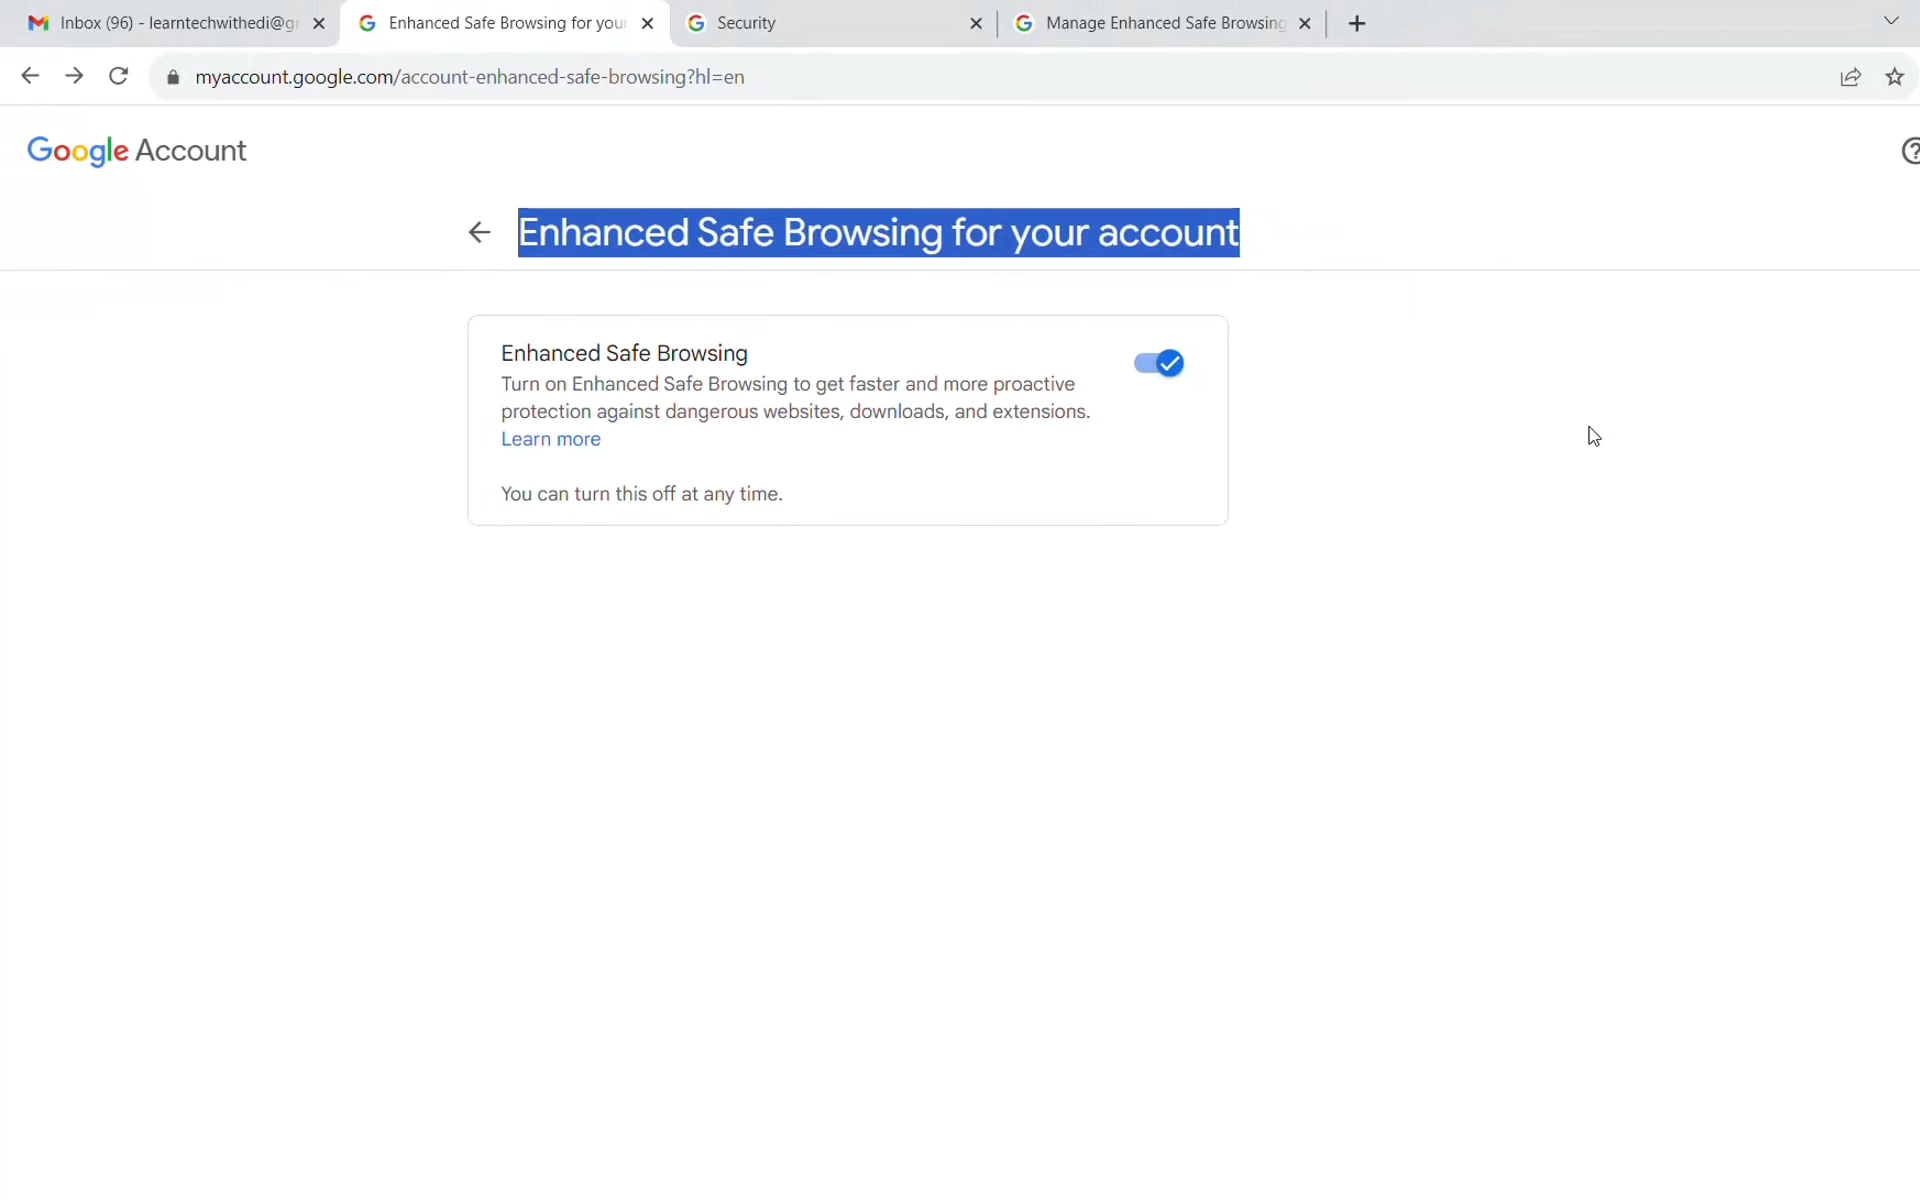 Inbox (96) - learntechwithedi@gr
Enhanced Safe Browsing for your
Security
Manage Enhanced Safe Browsing
myaccount.google.com/account-enhanced-safe-browsing?hl=en
Google Account
Enhanced Safe Browsing for your account
Enhanced Safe Browsing
Turn on Enhanced Safe Browsing to get faster and more proactive
protection against dangerous websites, downloads, and extensions.
Learn more
You can turn this off at any time.